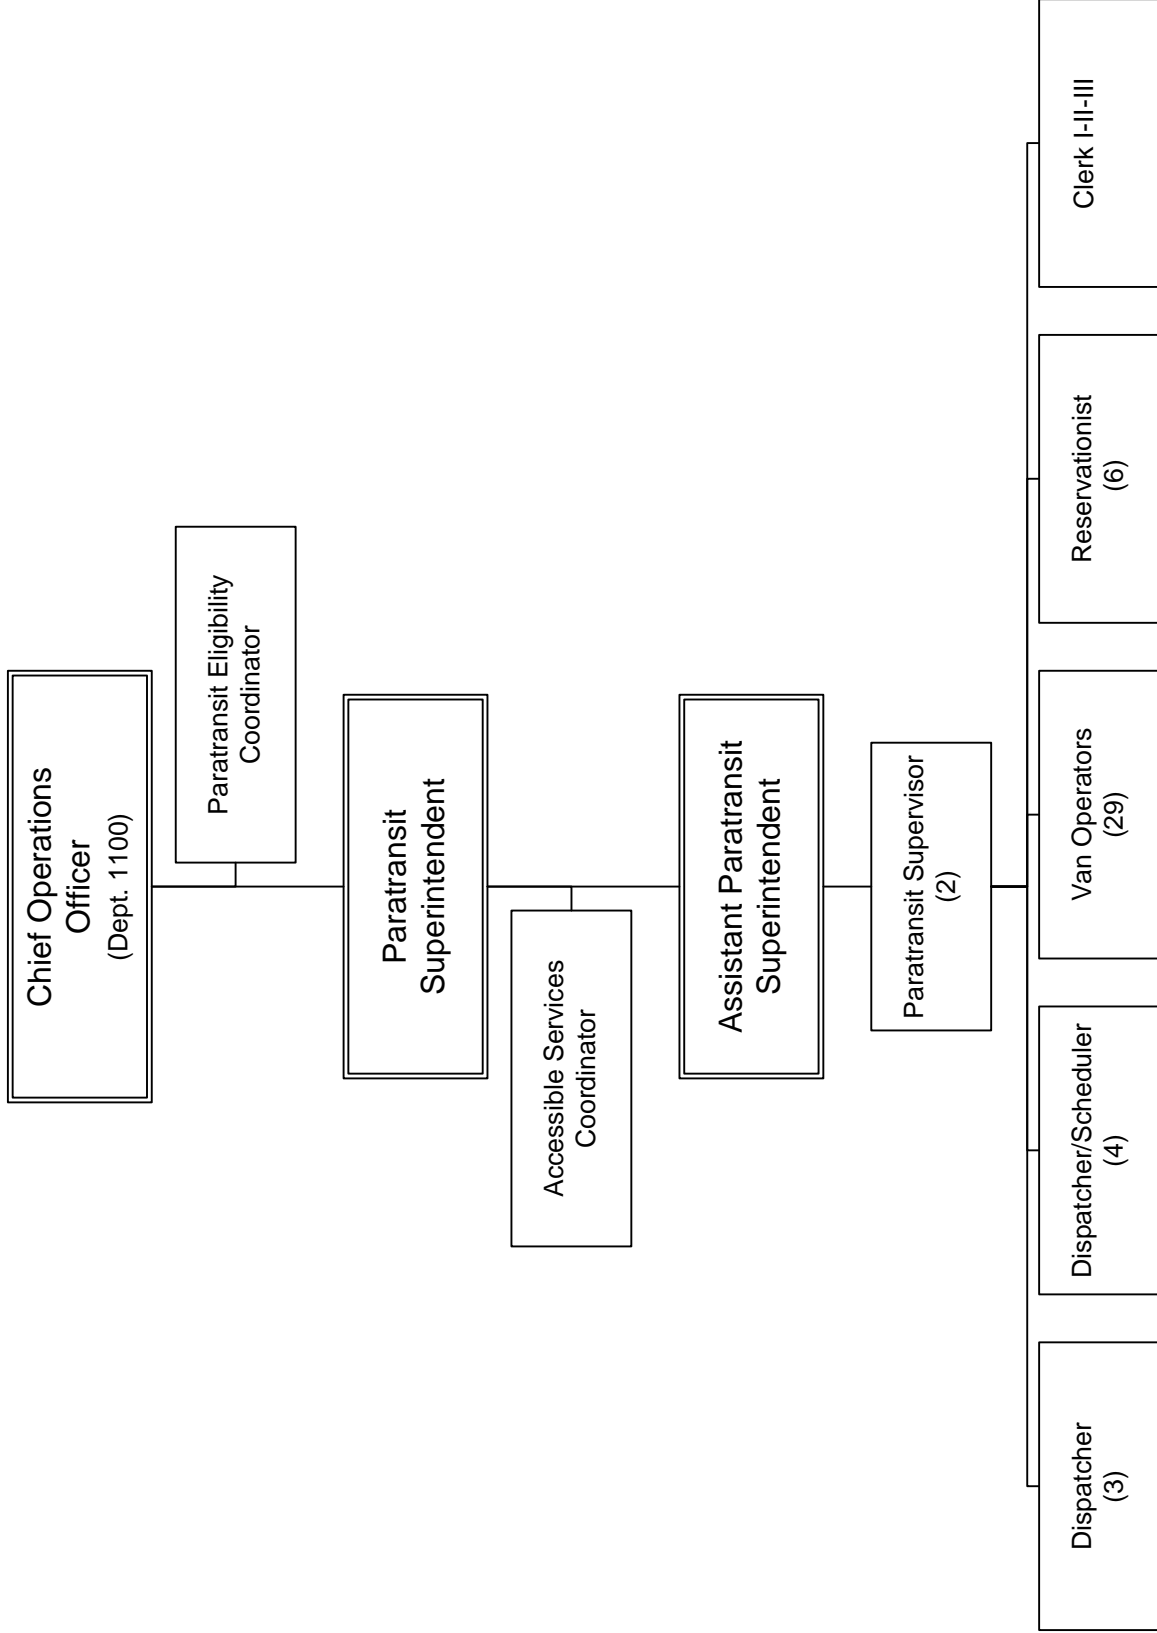 Chief Operations
Officer
(Dept. 1100)
Paratransit Eligibility
Coordinator
Paratransit
Superintendent
Accessible Services
Coordinator
Assistant Paratransit
Superintendent
Paratransit Supervisor
(2)
Dispatcher
(3)
Dispatcher/Scheduler
(4)
Van Operators
(29)
Reservationist
(6)
Clerk I-II-III